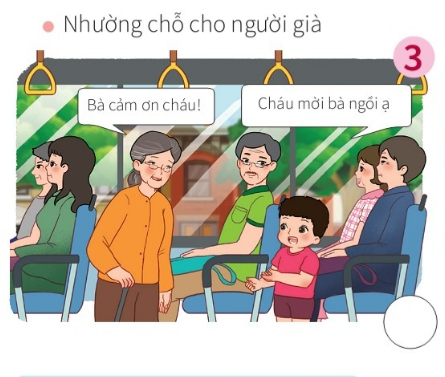 Nhường chỗ cho người già
3
Bà cảm ơn cháu!
Cháu mời bà ngồi ạ